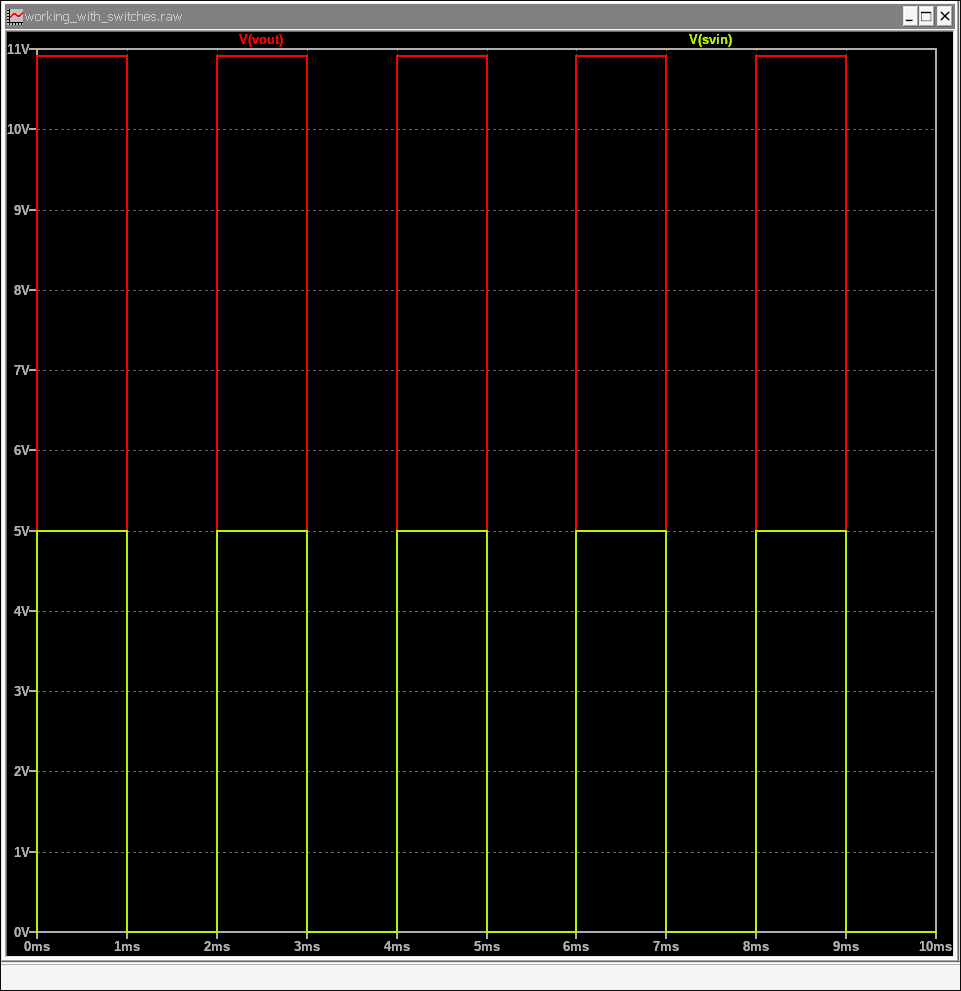 working_with_switches.raw
V(vout) V(svin)
11V
10V
9V
8V
7V
6V
5V
4V
3V
2V
1V
0V
0ms 1ms 2ms 3ms 4ms 5ms 6ms 7ms 8ms 9ms 10ms